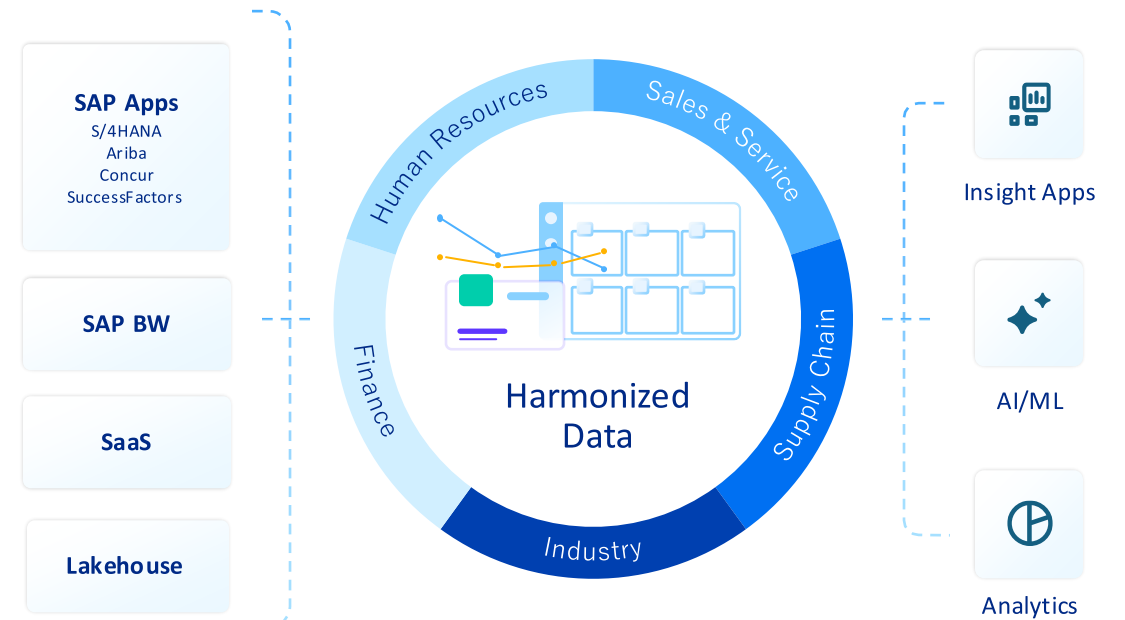 SAP Apps
S/4HANA
Ariba
Concur
SuccessFactors
SAP BW
SaaS
Lakehouse
Human Resources
Sales & Service
Finance
Supply Chain
Industry
Harmonized
Data
Insight Apps
AI/ML
Analytics